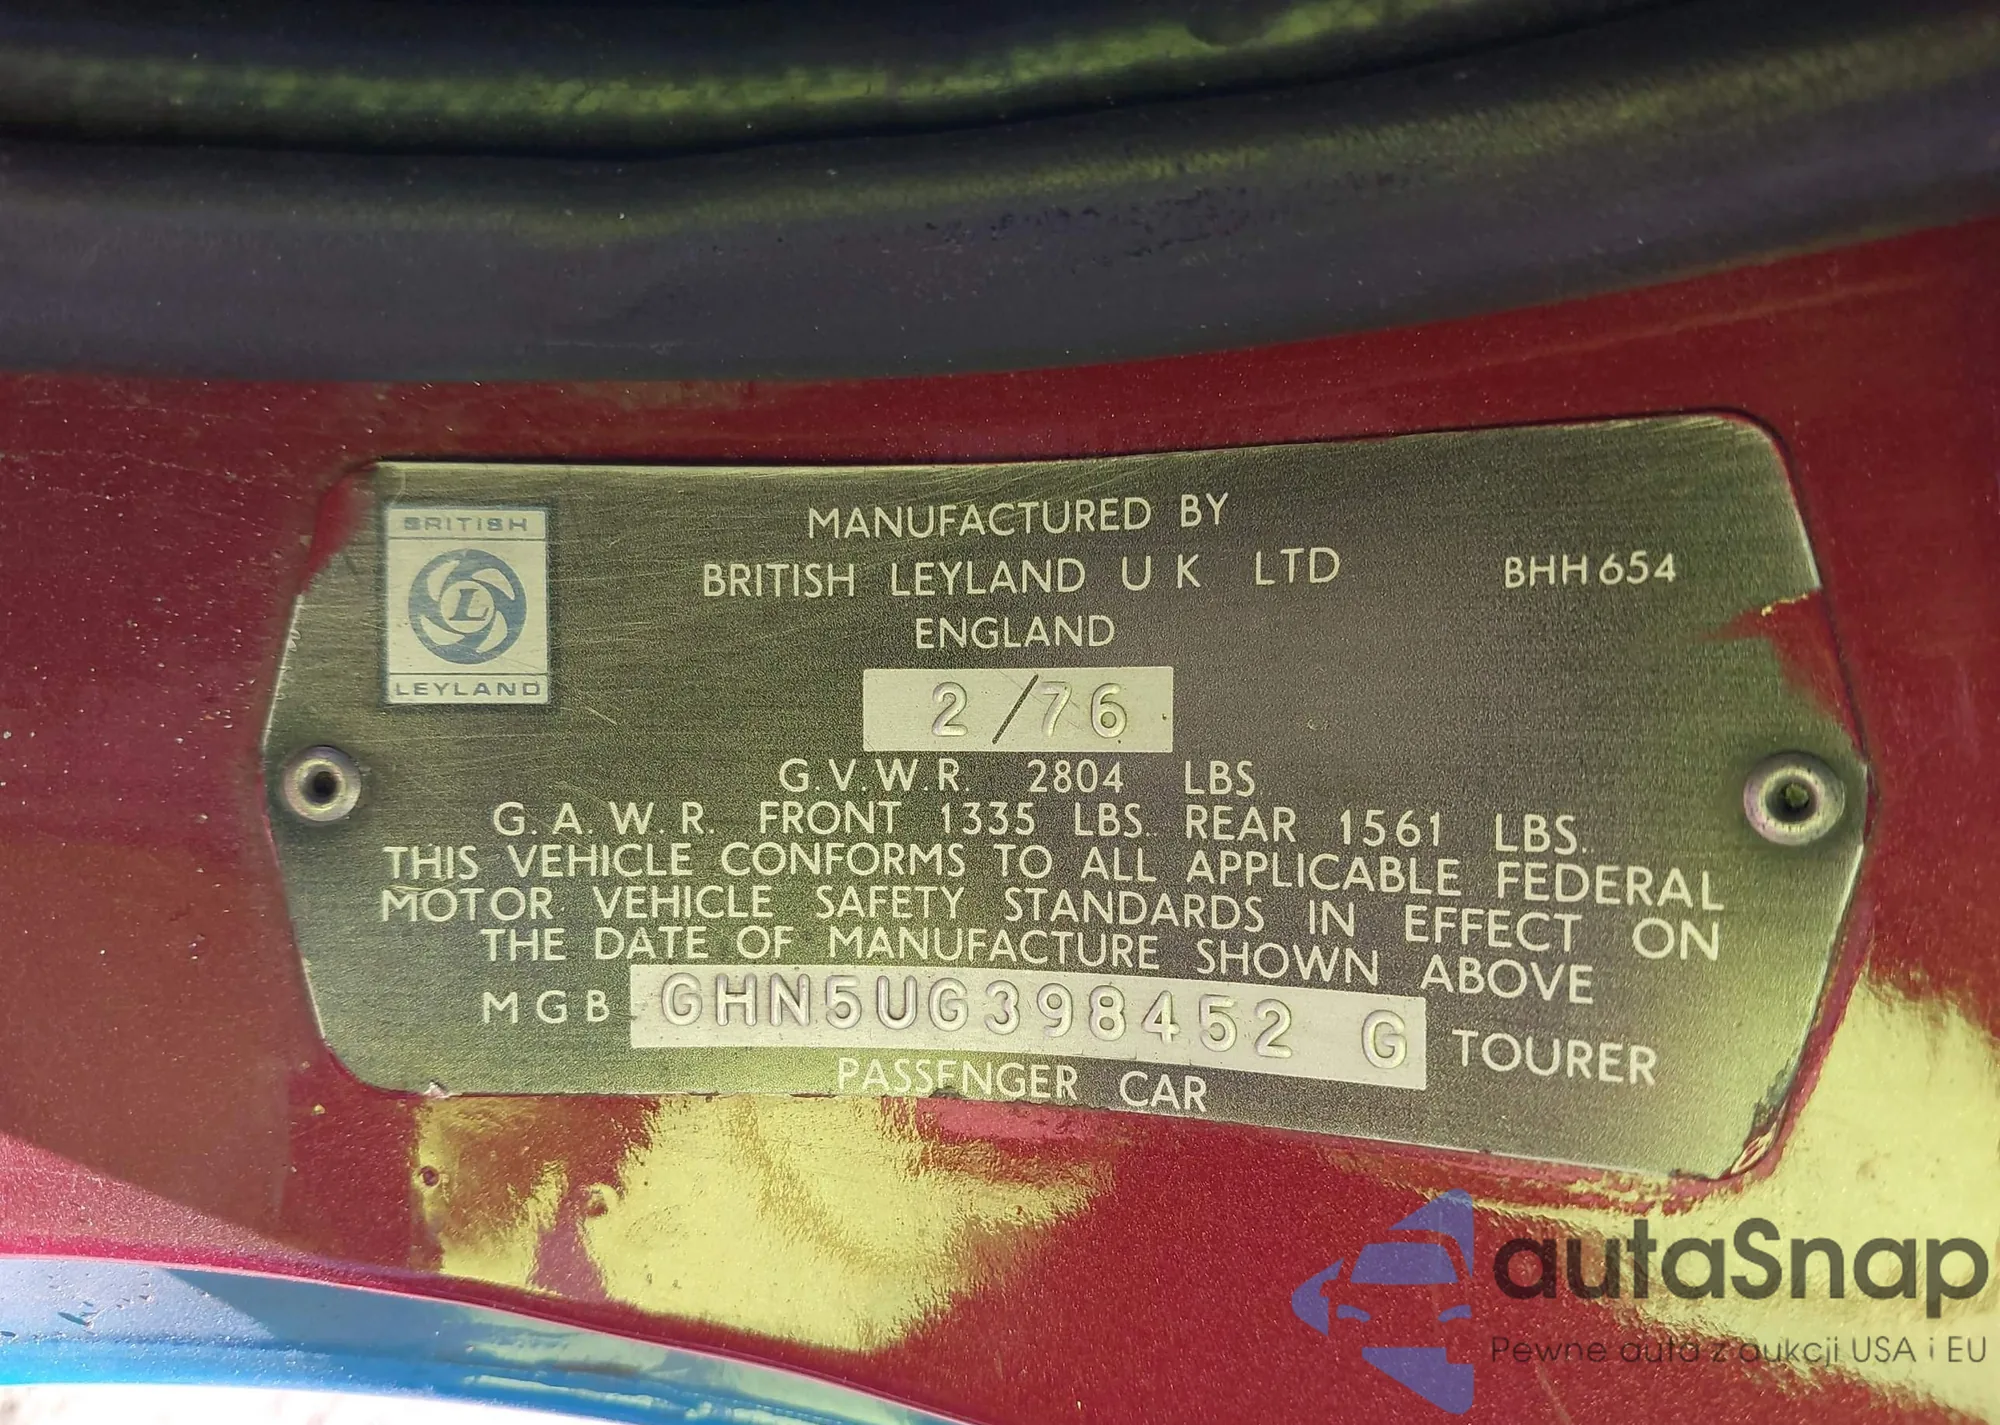 BRITISH
L
LEYLAND
MANUFACTURED BY
BRITISH LEYLAND U K LTD
BHH 654
ENGLAND
2/76
G.V.W.R. 2804 LBS
G.A.W.R. FRONT 1335 LBS. REAR 1561 LBS.
THIS VEHICLE CONFORMS TO ALL APPLICABLE FEDERAL
MOTOR VEHICLE SAFETY STANDARDS IN EFFECT ON
THE DATE OF MANUFACTURE SHOWN ABOVE
MGB GHN5UG398452 G TOURER
PASSENGER CAR
autaSnap
Pewne auta z aukcji USA i EU